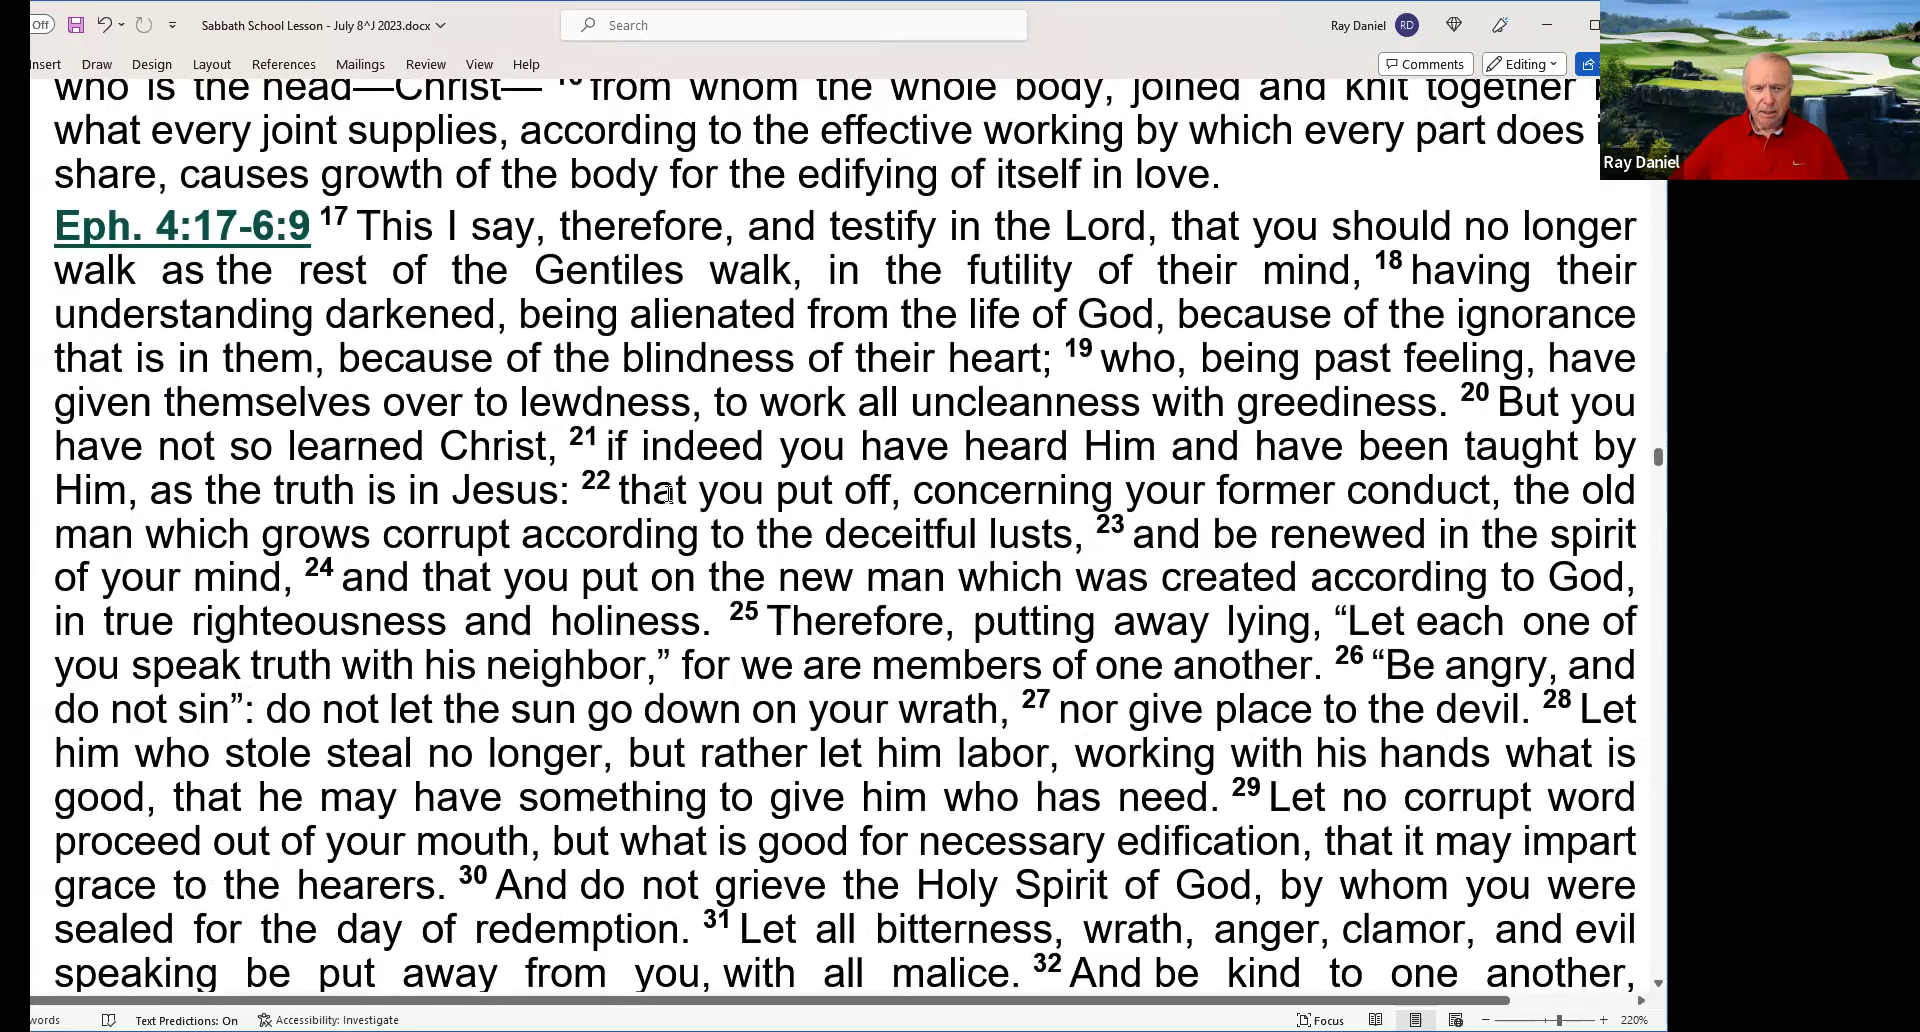 Off
Sabbath School Lesson - July 8^J 2023.docx
Search
Ray Daniel
RD
Insert Draw Design Layout References Mailings Review View Help
Comments
Editing
who is the head—Christ— 16 from whom the whole body, joined and knit together
what every joint supplies, according to the effective working by which every part does
share, causes growth of the body for the edifying of itself in love.
Eph. 4:17-6:9 17 This I say, therefore, and testify in the Lord, that you should no longer
walk as the rest of the Gentiles walk, in the futility of their mind, 18 having their
understanding darkened, being alienated from the life of God, because of the ignorance
that is in them, because of the blindness of their heart; 19 who, being past feeling, have
given themselves over to lewdness, to work all uncleanness with greediness. 20 But you
have not so learned Christ, 21 if indeed you have heard Him and have been taught by
Him, as the truth is in Jesus: 22 that you put off, concerning your former conduct, the old
man which grows corrupt according to the deceitful lusts, 23 and be renewed in the spirit
of your mind, 24 and that you put on the new man which was created according to God,
in true righteousness and holiness. 25 Therefore, putting away lying, “Let each one of
you speak truth with his neighbor,” for we are members of one another. 26 “Be angry, and
do not sin”: do not let the sun go down on your wrath, 27 nor give place to the devil. 28 Let
him who stole steal no longer, but rather let him labor, working with his hands what is
good, that he may have something to give him who has need. 29 Let no corrupt word
proceed out of your mouth, but what is good for necessary edification, that it may impart
grace to the hearers. 30 And do not grieve the Holy Spirit of God, by whom you were
sealed for the day of redemption. 31 Let all bitterness, wrath, anger, clamor, and evil
speaking be put away from you, with all malice. 32 And be kind to one another,
Ray Daniel
words
Text Predictions: On
Accessibility: Investigate
Focus
220%